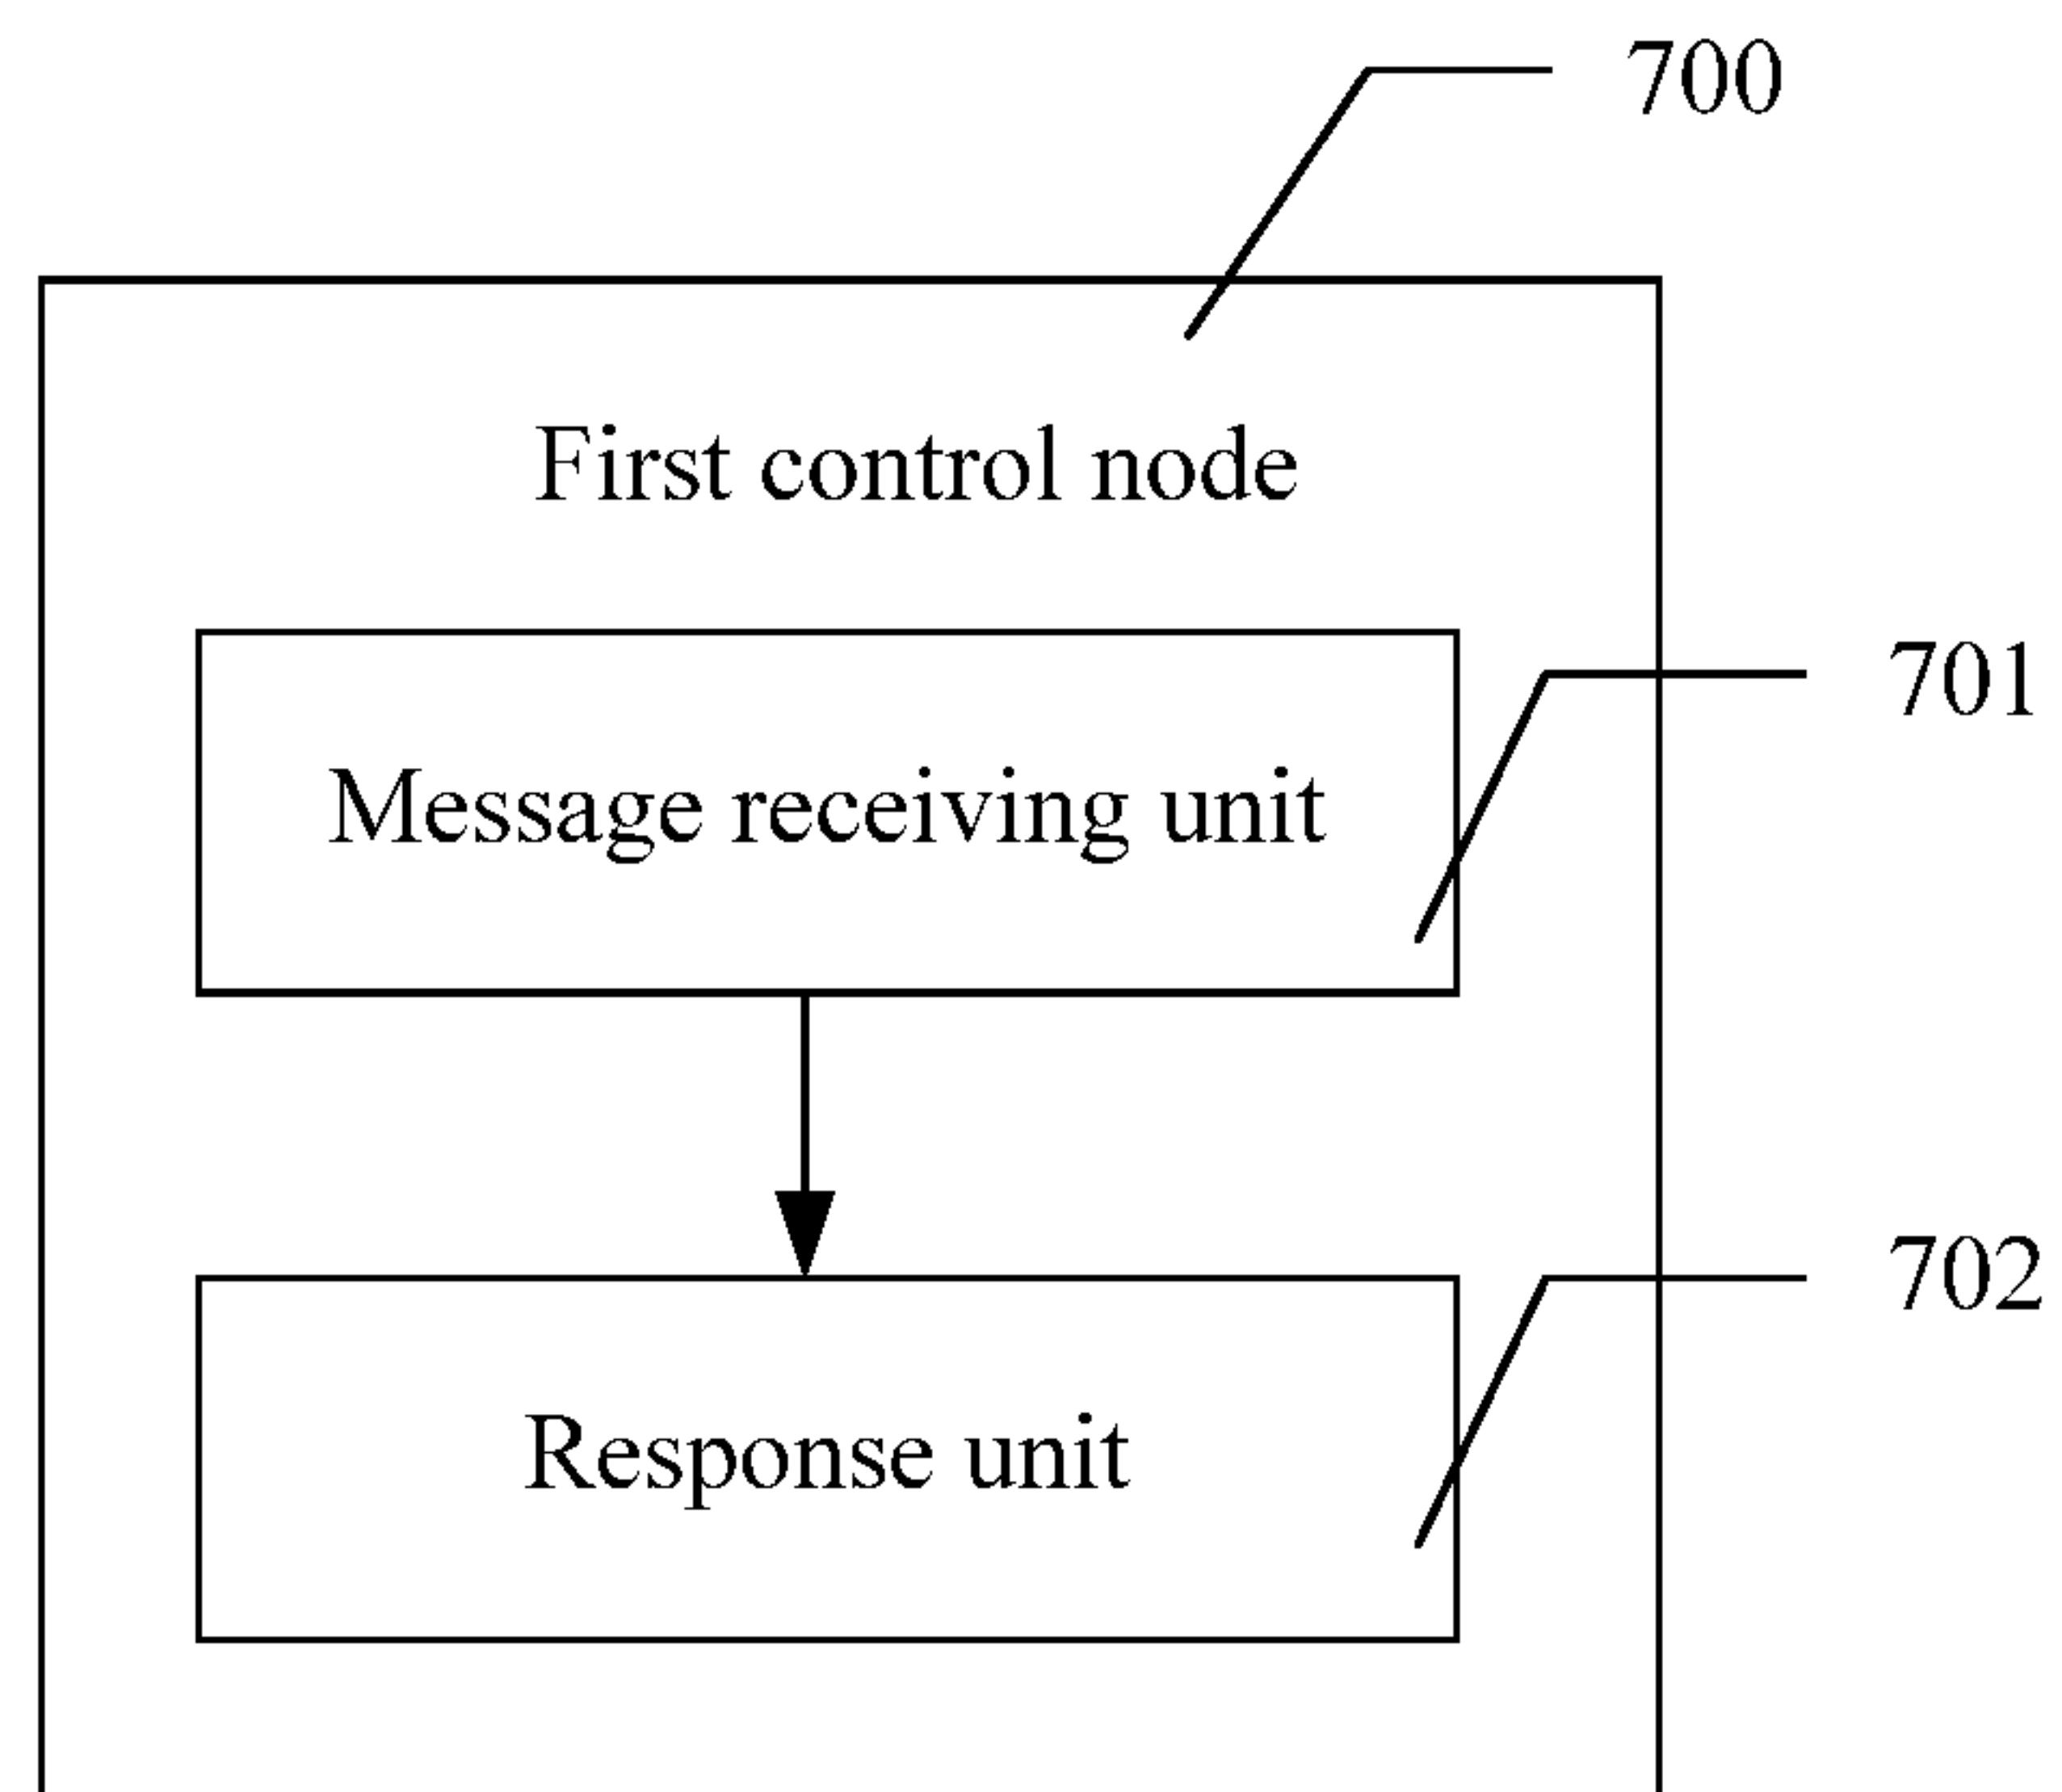 700
First control node
701
Message receiving unit
702
Response unit